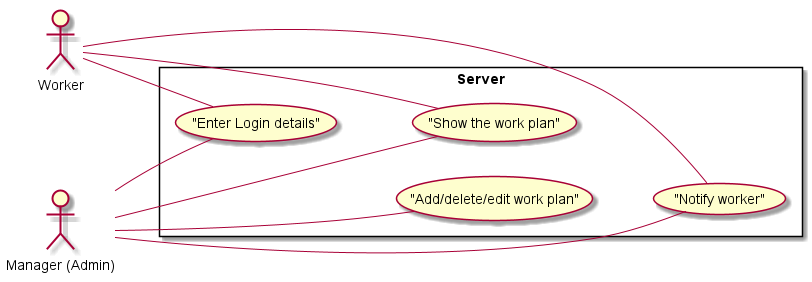 Server
Worker
"Enter Login details"
"Show the work plan"
"Add/delete/edit work plan"
"Notify worker"
Manager (Admin)